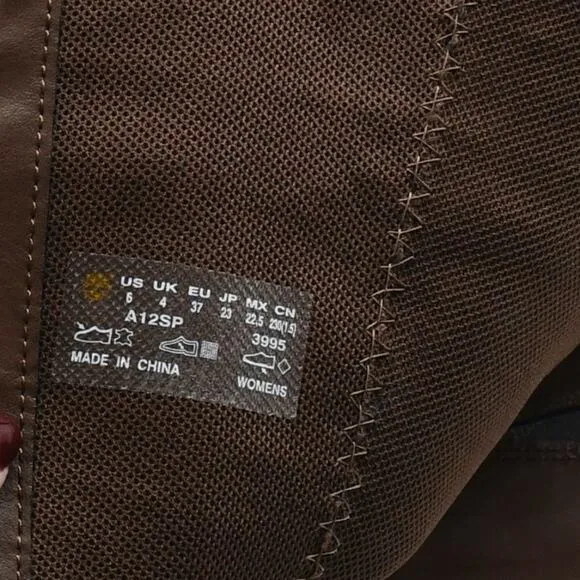 US UK EU JP MX CN
6 4 37 23 22,5 230(1.5)
A12SP 3995
MADE IN CHINA WOMENS